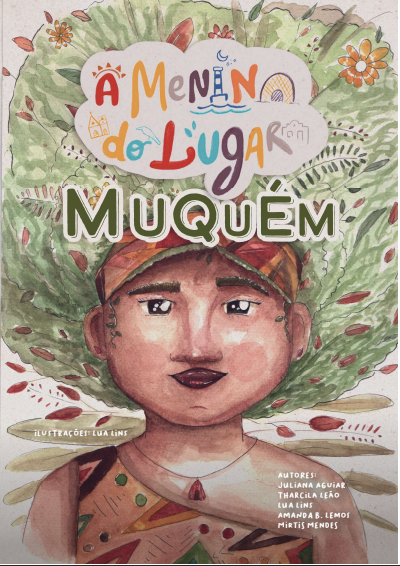 A MENINA
do LUGAR
MUQUÉM
ILUSTRAÇÕES: LUA LINS
AUTORES:
JULIANA AGUIAR
THARCILA LEÃO
LUA LINS
AMANDA B. LEMOS
MIRTIS MENDES